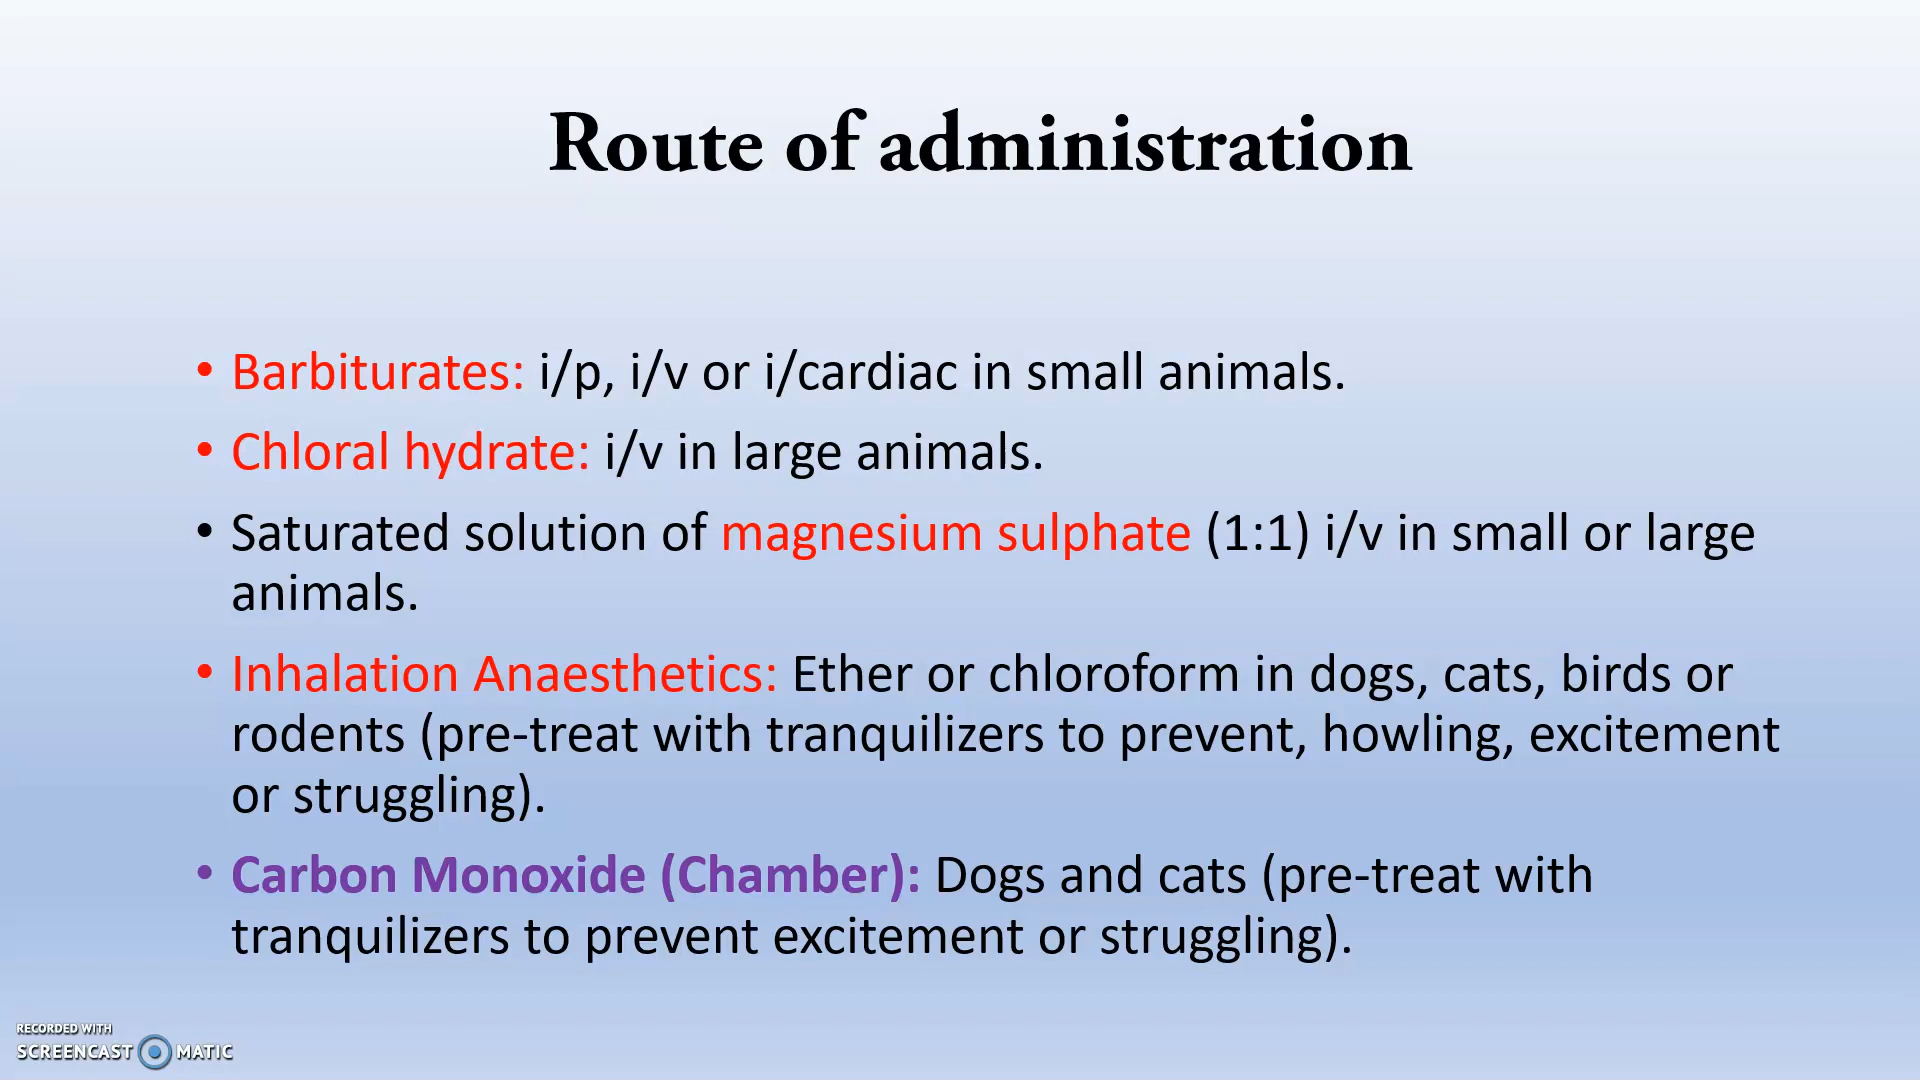 Route of administration
• Barbiturates: i/p, i/v or i/cardiac in small animals.
• Chloral hydrate: i/v in large animals.
• Saturated solution of magnesium sulphate (1:1) i/v in small or large
animals.
• Inhalation Anaesthetics: Ether or chloroform in dogs, cats, birds or
rodents (pre-treat with tranquilizers to prevent, howling, excitement
or struggling).
• Carbon Monoxide (Chamber): Dogs and cats (pre-treat with
tranquilizers to prevent excitement or struggling).
RECORDED WITH
SCREENCAST MATIC